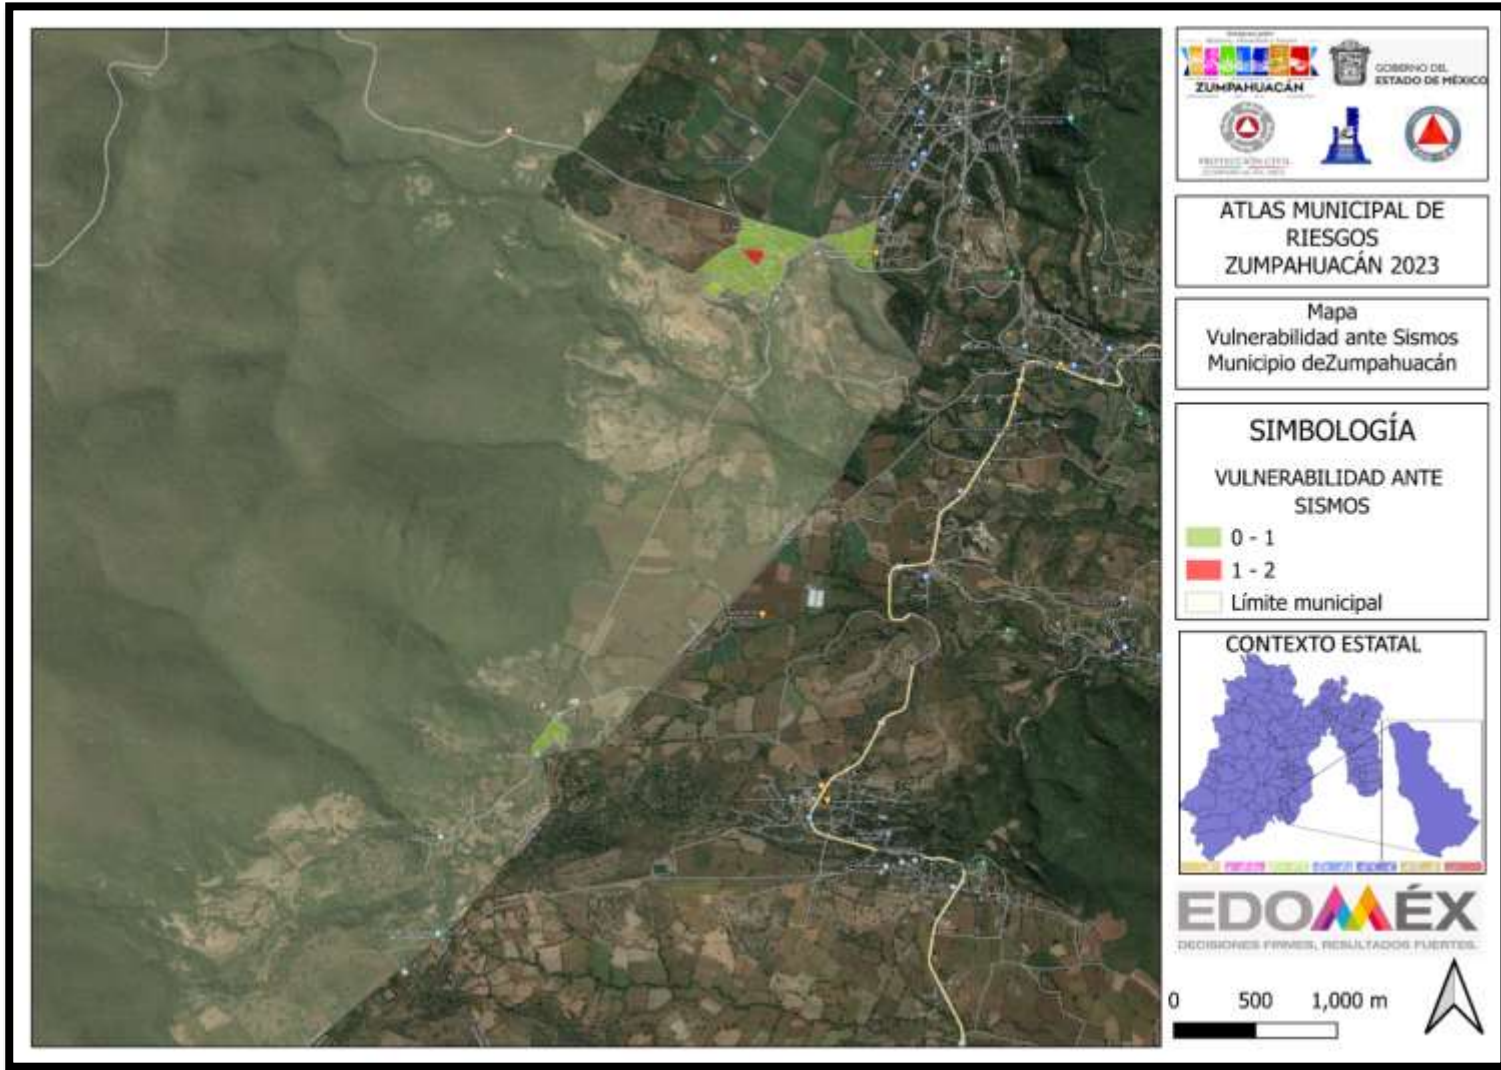 ZUMPAHUACÁN
GOBIERNO DEL
ESTADO DE MÉXICO
PROTECCIÓN CIVIL
ATLAS MUNICIPAL DE
RIESGOS
ZUMPAHUACÁN 2023
Mapa
Vulnerabilidad ante Sismos
Municipio deZumpahuacán
SIMBOLOGÍA
VULNERABILIDAD ANTE
SISMOS
0 - 1
1 - 2
Límite municipal
CONTEXTO ESTATAL
EDOMÉX
DECISIONES FIRMES, RESULTADOS FUERTES.
0 500 1,000 m